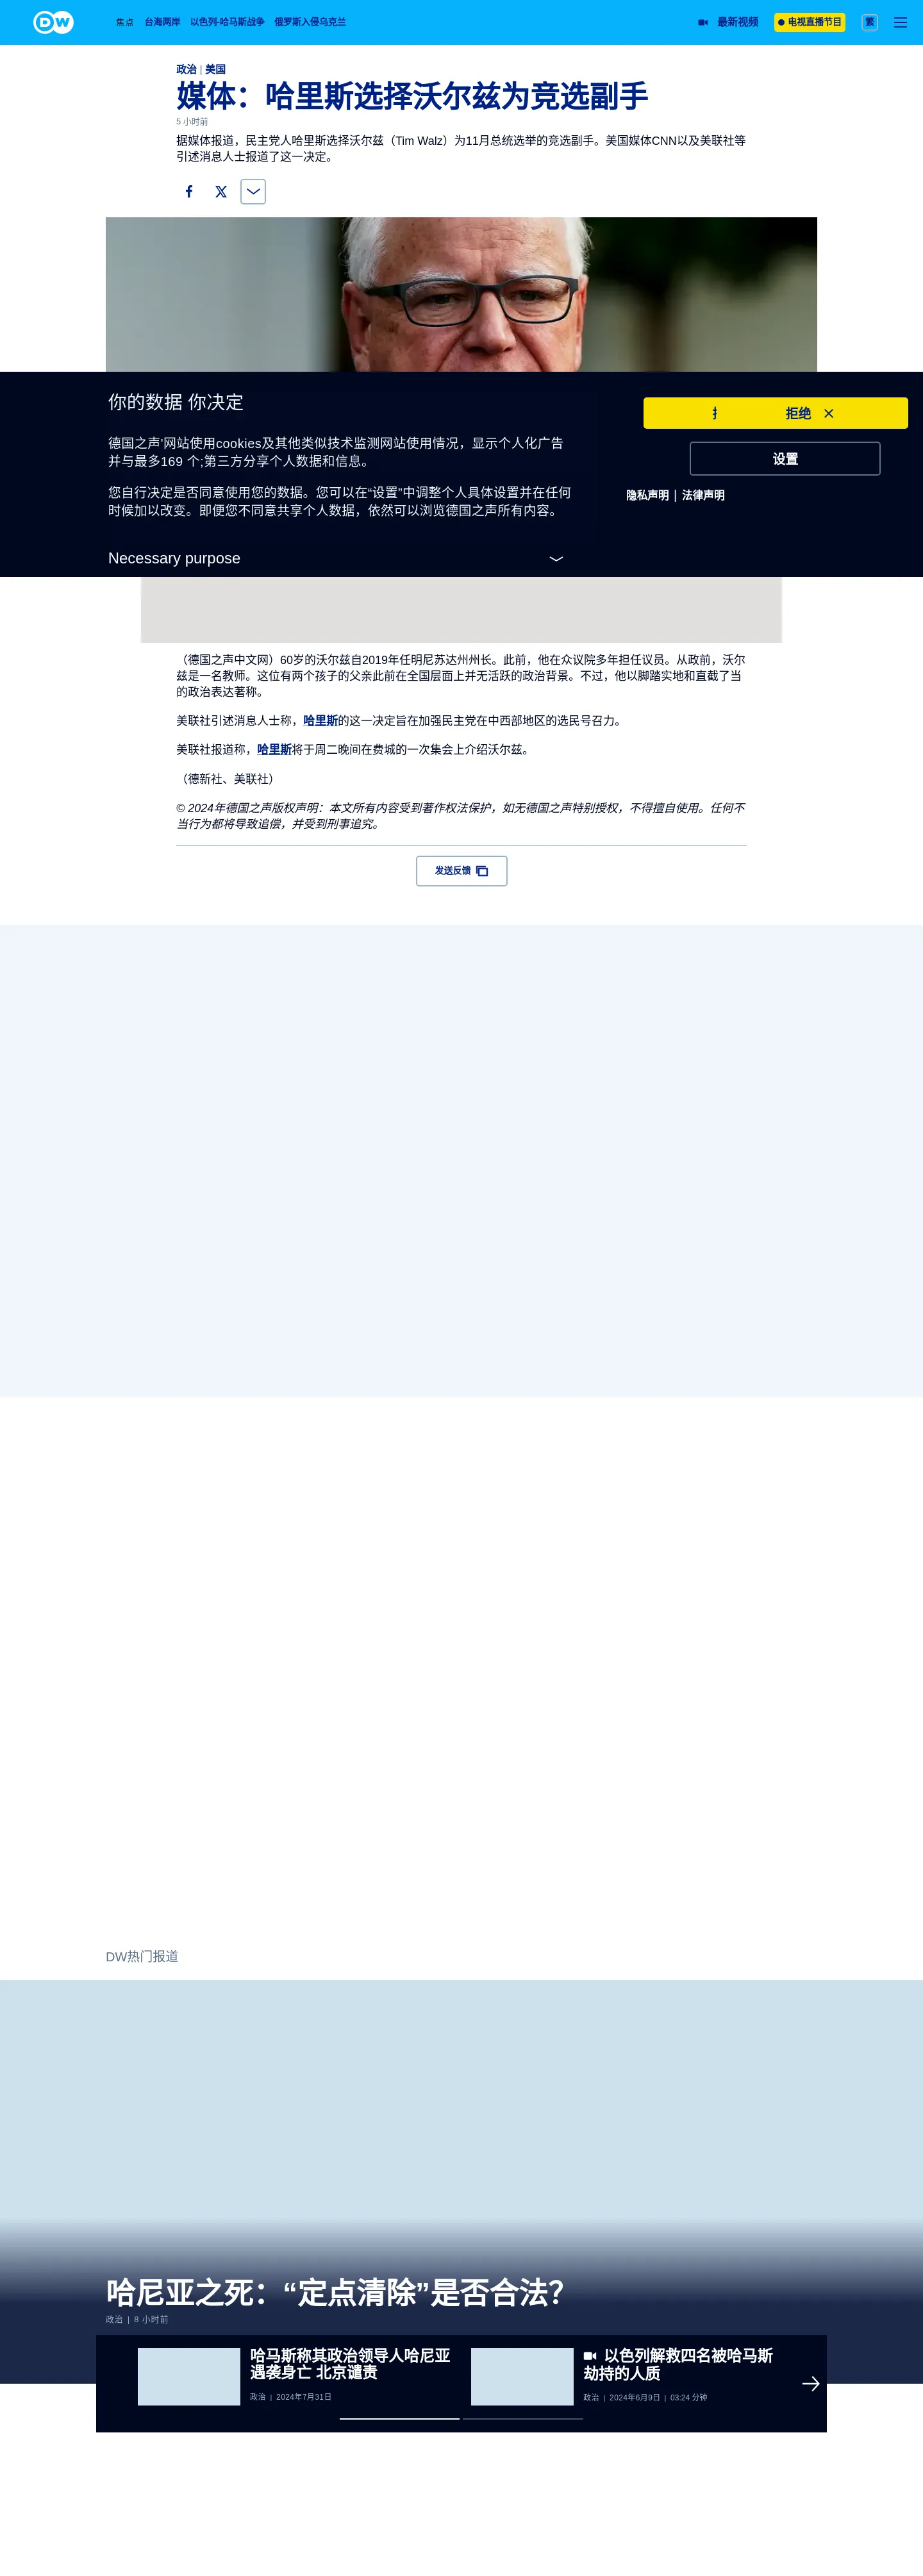 DW
焦点 台海两岸 以色列-哈马斯战争 俄罗斯入侵乌克兰 最新视频 电视直播节目 繁
政治 | 美国
媒体：哈里斯选择沃尔兹为竞选副手
5 小时前
据媒体报道，民主党人哈里斯选择沃尔兹（Tim Walz）为11月总统选举的竞选副手。美国媒体CNN以及美联社等
引述消息人士报道了这一决定。
你的数据 你决定
德国之声'网站使用cookies及其他类似技术监测网站使用情况，显示个人化广告
并与最多169 个;第三方分享个人数据和信息。
您自行决定是否同意使用您的数据。您可以在“设置”中调整个人具体设置并在任何
时候加以改变。即便您不同意共享个人数据，依然可以浏览德国之声所有内容。
Necessary purpose
拒绝
设置
隐私声明 | 法律声明
（德国之声中文网）60岁的沃尔兹自2019年任明尼苏达州州长。此前，他在众议院多年担任议员。从政前，沃尔
兹是一名教师。这位有两个孩子的父亲此前在全国层面上并无活跃的政治背景。不过，他以脚踏实地和直截了当
的政治表达著称。
美联社引述消息人士称，哈里斯的这一决定旨在加强民主党在中西部地区的选民号召力。
美联社报道称，哈里斯将于周二晚间在费城的一次集会上介绍沃尔兹。
（德新社、美联社）
© 2024年德国之声版权声明：本文所有内容受到著作权法保护，如无德国之声特别授权，不得擅自使用。任何不
当行为都将导致追偿，并受到刑事追究。
发送反馈
DW热门报道
哈尼亚之死：“定点清除”是否合法？
政治 | 8 小时前
哈马斯称其政治领导人哈尼亚
遇袭身亡 北京谴责
政治 | 2024年7月31日
以色列解救四名被哈马斯
劫持的人质
政治 | 2024年6月9日 | 03:24 分钟